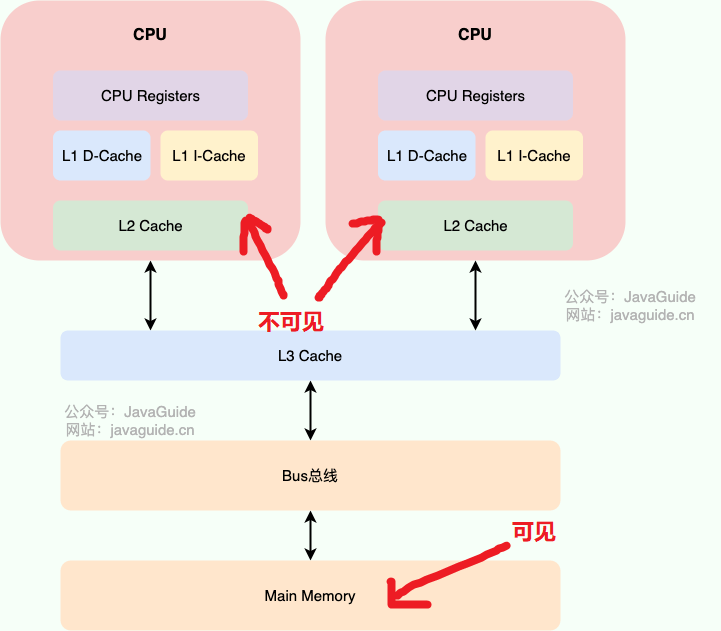 CPU
CPU
CPU Registers
CPU Registers
L1 D-Cache
L1 I-Cache
L1 D-Cache
L1 I-Cache
L2 Cache
L2 Cache
不可见
公众号：JavaGuide
网站：javaguide.cn
L3 Cache
公众号：JavaGuide
网站：javaguide.cn
Bus总线
可见
Main Memory